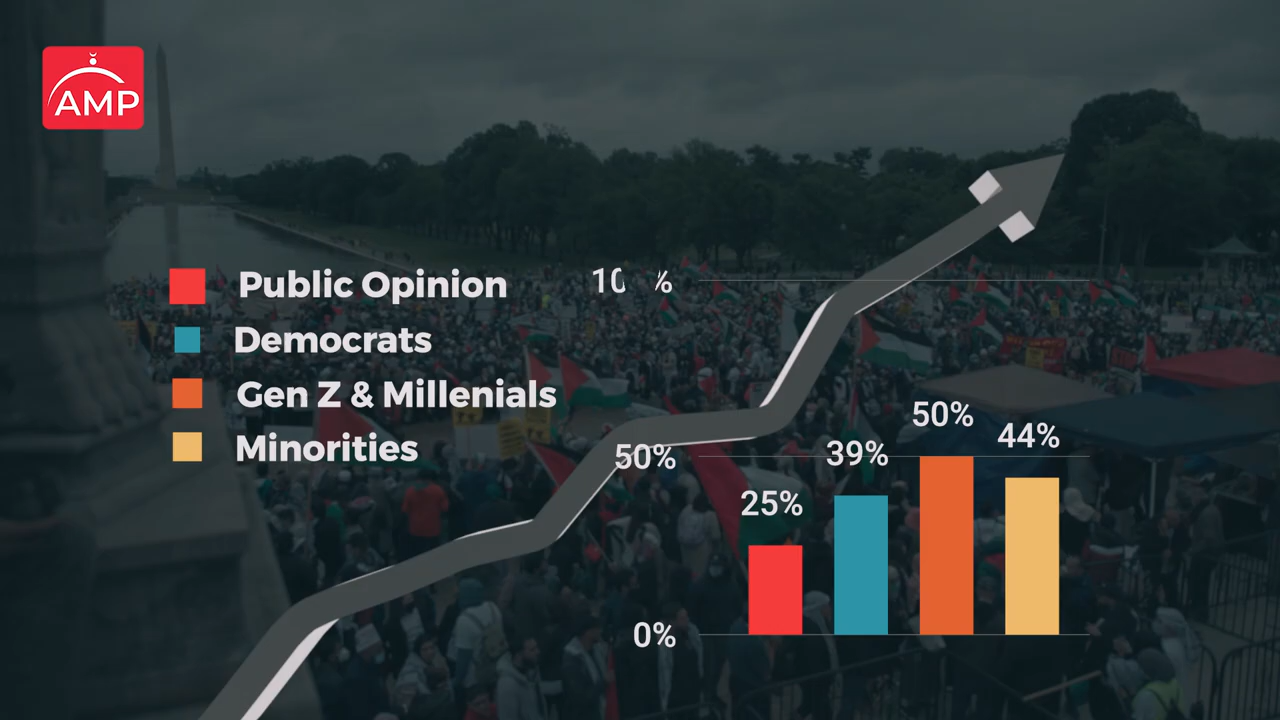 AMP
Public Opinion
Democrats
Gen Z & Millenials
Minorities
50%
0%
25%
39%
50%
44%